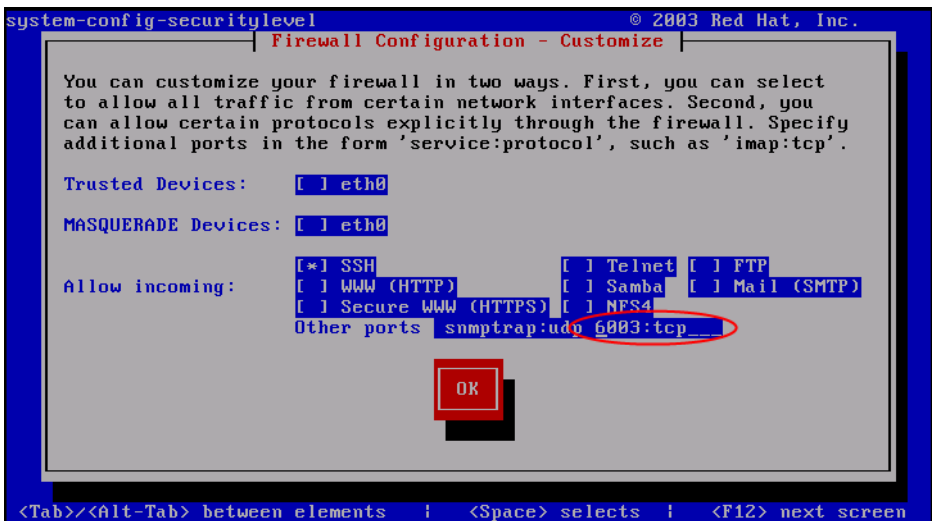 system-config-securitylevel © 2003 Red Hat, Inc.
Firewall Configuration - Customize
You can customize your firewall in two ways. First, you can select
to allow all traffic from certain network interfaces. Second, you
can allow certain protocols explicitly through the firewall. Specify
additional ports in the form 'service:protocol', such as 'imap:tcp'.
Trusted Devices: [ ] eth0
MASQUERADE Devices: [ ] eth0
[*] SSH [ ] Telnet [ ] FTP
Allow incoming: [ ] WWW (HTTP) [ ] Samba [ ] Mail (SMTP)
[ ] Secure WWW (HTTPS) [ ] NFS4
Other ports snmptrap:udp 6003:tcp___
OK
<Tab>/<Alt-Tab> between elements | <Space> selects | <F12> next screen